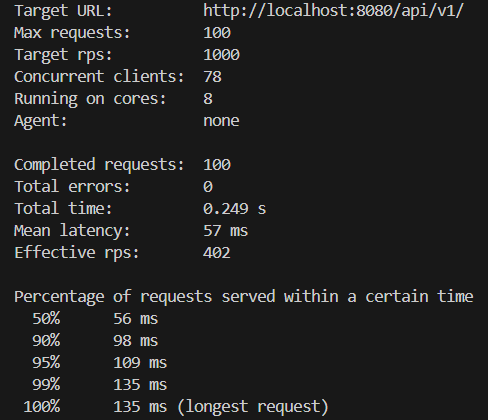 Target URL: http://localhost:8080/api/v1/
Max requests: 100
Target rps: 1000
Concurrent clients: 78
Running on cores: 8
Agent: none
Completed requests: 100
Total errors: 0
Total time: 0.249 s
Mean latency: 57 ms
Effective rps: 402
Percentage of requests served within a certain time
50% 56 ms
90% 98 ms
95% 109 ms
99% 135 ms
100% 135 ms (longest request)